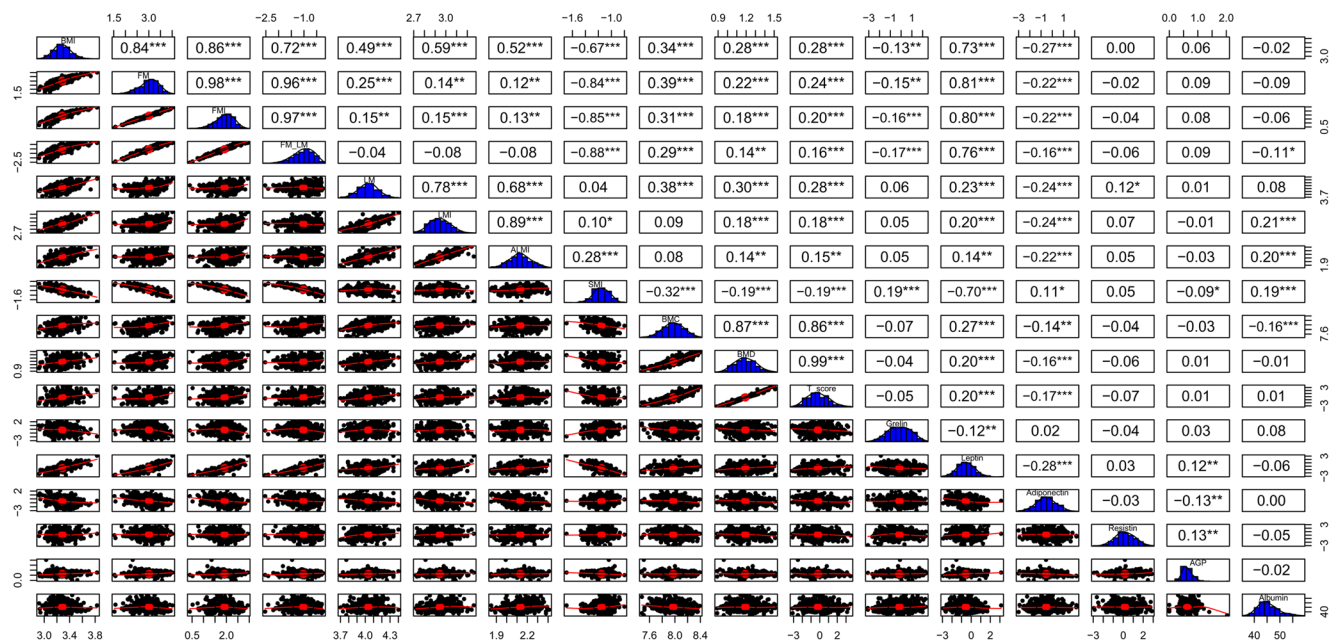 1.5 3.0 −2.5 −1.0 2.7 3.0 −1.6 −1.0 0.9 1.2 1.5 −3 −1 1 −3 −1 1 0.0 1.0 2.0
BMI 0.84*** 0.86*** 0.72*** 0.49*** 0.59*** 0.52*** −0.67*** 0.34*** 0.28*** 0.28*** −0.13** 0.73*** −0.27*** 0.00 0.06 −0.02 3.0
1.5 FM 0.98*** 0.96*** 0.25*** 0.14** 0.12** −0.84*** 0.39*** 0.22*** 0.24*** −0.15** 0.81*** −0.22*** −0.02 0.09 −0.09
FMI 0.97*** 0.15** 0.15*** 0.13** −0.85*** 0.31*** 0.18*** 0.20*** −0.16*** 0.80*** −0.22*** −0.04 0.08 −0.06 0.5
−2.5 FM_LM −0.04 −0.08 −0.08 −0.88*** 0.29*** 0.14** 0.16*** −0.17*** 0.76*** −0.16*** −0.06 0.09 −0.11*
LM 0.78*** 0.68*** 0.04 0.38*** 0.30*** 0.28*** 0.06 0.23*** −0.24*** 0.12* 0.01 0.08 3.7
2.7 LMI 0.89*** 0.10* 0.09 0.18*** 0.18*** 0.05 0.20*** −0.24*** 0.07 −0.01 0.21***
ALMI 0.28*** 0.08 0.14** 0.15** 0.05 0.14** −0.22*** 0.05 −0.03 0.20*** 1.9
−1.6 SMI −0.32*** −0.19*** −0.19*** 0.19*** −0.70*** 0.11* 0.05 −0.09* 0.19***
BMC 0.87*** 0.86*** −0.07 0.27*** −0.14** −0.04 −0.03 −0.16*** 7.6
0.9 BMD 0.99*** −0.04 0.20*** −0.16*** −0.06 0.01 −0.01
T_score −0.05 0.20*** −0.17*** −0.07 0.01 0.01 −3 3
−3 2 Grelin −0.12** 0.02 −0.04 0.03 0.08
Leptin −0.28*** 0.03 0.12** −0.06 −3 3
−3 2 Adiponectin −0.03 −0.13** 0.00
Resistin 0.13** −0.05 −3 3
0.0 AGP −0.02
Albumin 40
3.0 3.4 3.8 0.5 2.0 3.7 4.0 4.3 1.9 2.2 7.6 8.0 8.4 −3 0 2 −3 0 2 −3 0 2 40 50